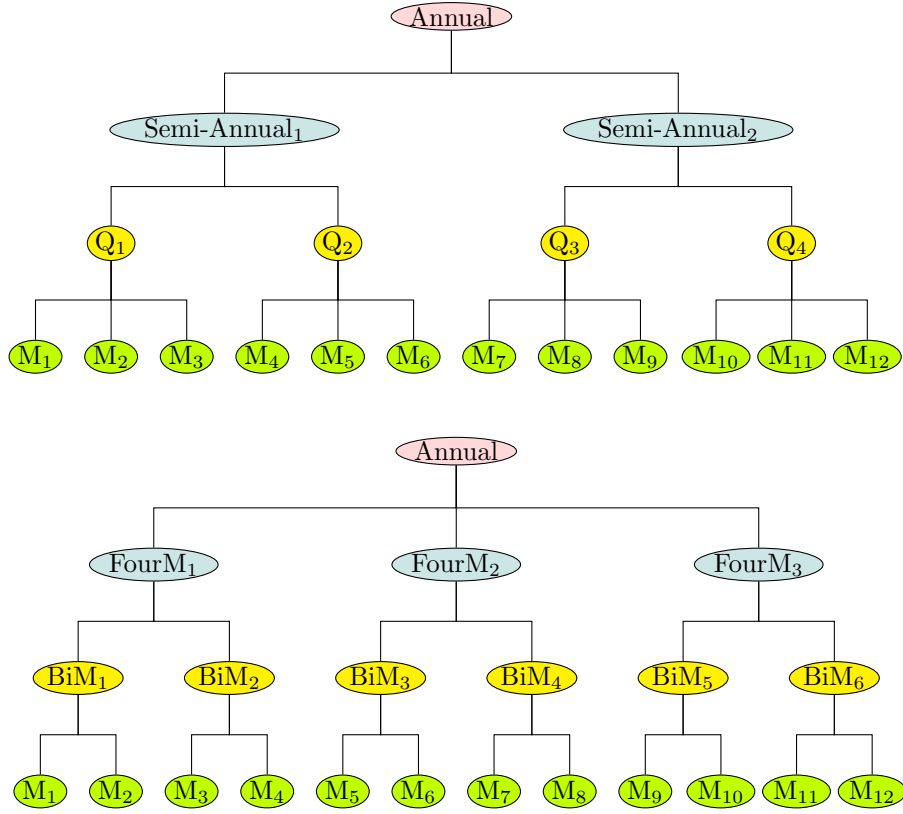 Annual
Semi-Annual₁ Semi-Annual₂
Q₁ Q₂ Q₃ Q₄
M₁ M₂ M₃ M₄ M₅ M₆ M₇ M₈ M₉ M₁₀ M₁₁ M₁₂
Annual
FourM₁ FourM₂ FourM₃
BiM₁ BiM₂ BiM₃ BiM₄ BiM₅ BiM₆
M₁ M₂ M₃ M₄ M₅ M₆ M₇ M₈ M₉ M₁₀ M₁₁ M₁₂